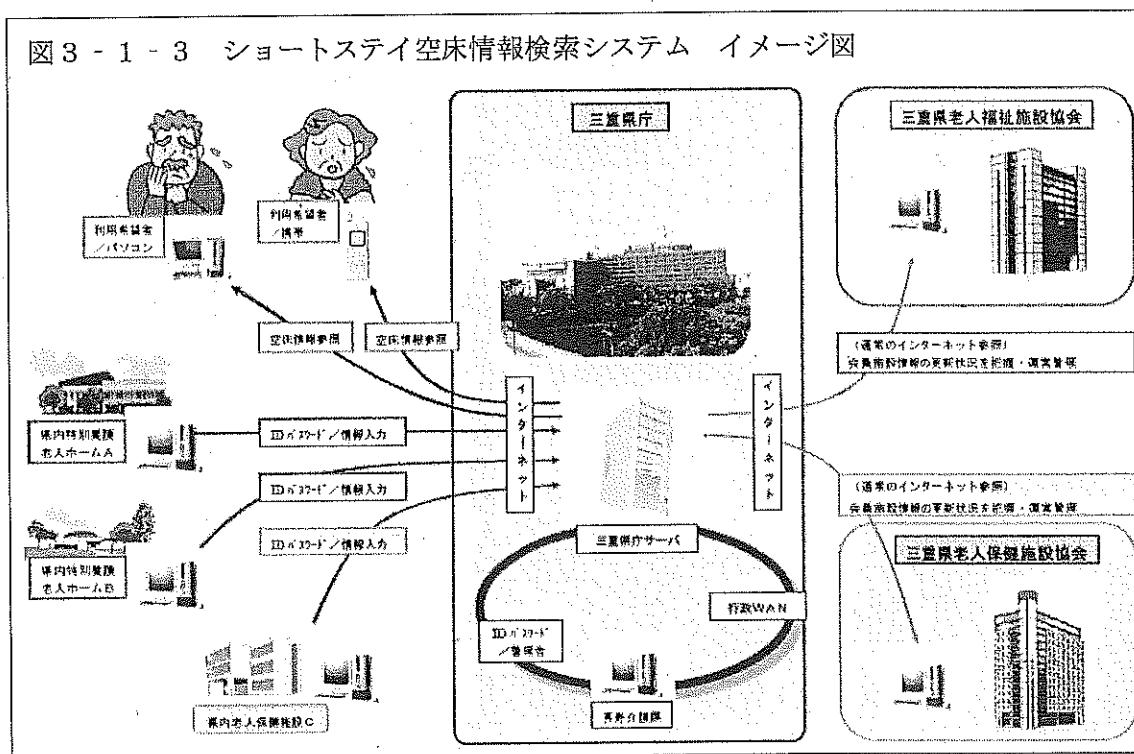 図3-1-3 ショートステイ空床情報検索システム イメージ図
三重県庁
三重県老人福祉施設協会
利用希望者
／パソコン
利用希望者
／携帯
空床情報参照
空床情報参照
(通常のインターネット参照)
会員施設情報の更新状況を把握・運営管理
インターネット
インターネット
県内特別養護
老人ホームA
IDパスワード／情報入力
IDパスワード／情報入力
(通常のインターネット参照)
会員施設情報の更新状況を把握・運営管理
県内特別養護
老人ホームB
IDパスワード／情報入力
三重県庁サーバ
三重県老人保健施設協会
行政WAN
IDパスワード
／管理者
県内老人保健施設C
長寿介護課